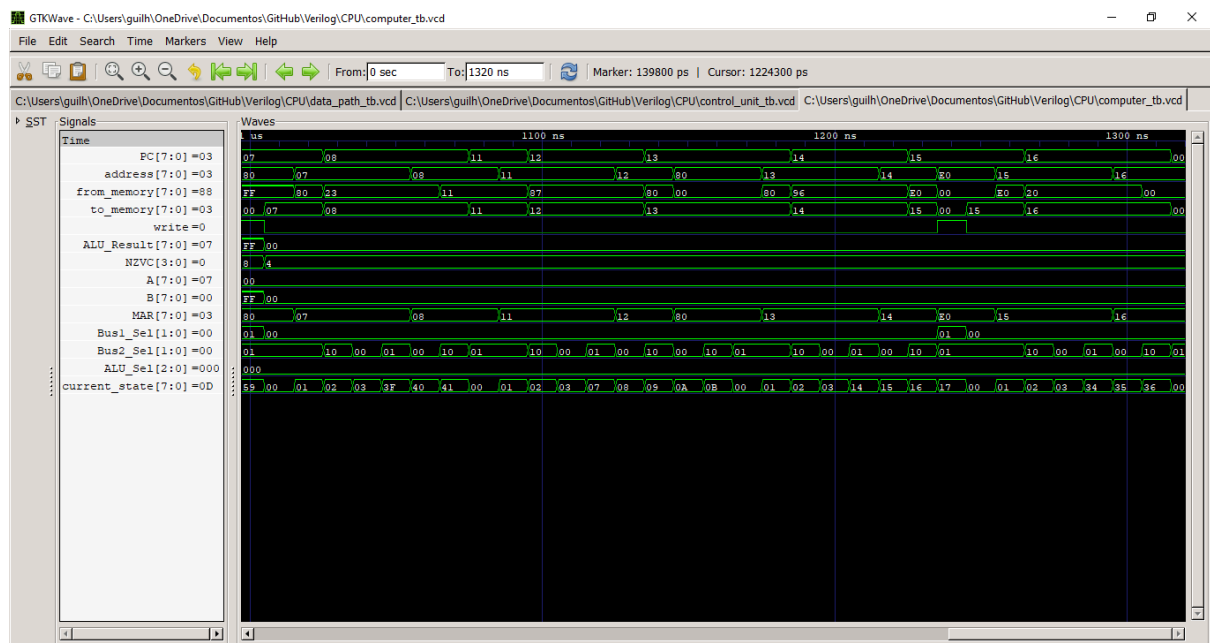 GTKWave - C:\Users\guilh\OneDrive\Documentos\GitHub\Verilog\CPU\computer_tb.vcd
File Edit Search Time Markers View Help
From: 0 sec To: 1320 ns Marker: 139800 ps | Cursor: 1224300 ps
C:\Users\guilh\OneDrive\Documentos\GitHub\Verilog\CPU\data_path_tb.vcd C:\Users\guilh\OneDrive\Documentos\GitHub\Verilog\CPU\control_unit_tb.vcd C:\Users\guilh\OneDrive\Documentos\GitHub\Verilog\CPU\computer_tb.vcd
SST Signals Waves
Time 1 us 1100 ns 1200 ns 1300 ns
PC[7:0] =03 07 08 11 12 13 14 15 16 00
address[7:0] =03 80 07 08 11 12 80 13 14 E0 15 16
from_memory[7:0] =88 FF 80 23 11 87 80 00 80 96 E0 00 E0 20 00
to_memory[7:0] =03 00 07 08 11 12 13 14 15 00 15 16 00
write =0
ALU_Result[7:0] =07 FF 00
NZVC[3:0] =0 8 4
A[7:0] =07 00
B[7:0] =00 FF 00
MAR[7:0] =03 80 07 08 11 12 80 13 14 E0 15 16
Bus1_Sel[1:0] =00 01 00 01 00
Bus2_Sel[1:0] =00 01 10 00 01 00 10 01 10 00 01 00 10 00 10 01 10 00 01 00 10 01 10 00 01 00 10 01
ALU_Sel[2:0] =000 000
current_state[7:0] =0D 59 00 01 02 03 3F 40 41 00 01 02 03 07 08 09 0A 0B 00 01 02 03 14 15 16 17 00 01 02 03 34 35 36 00